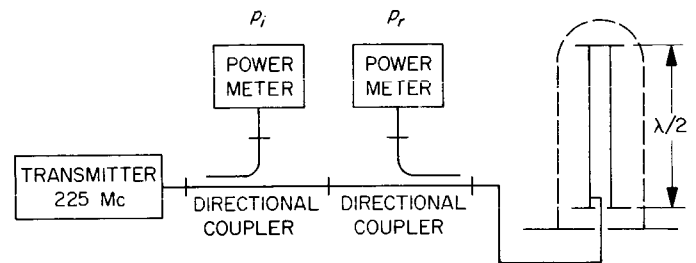 p_i
p_r
POWER
METER
POWER
METER
λ/2
TRANSMITTER
225 Mc
DIRECTIONAL
COUPLER
DIRECTIONAL
COUPLER